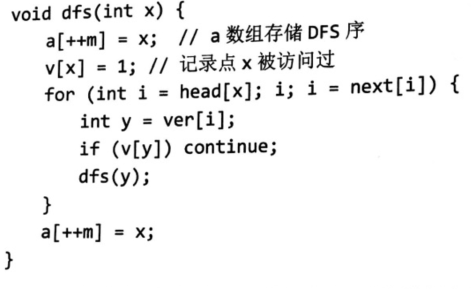 void dfs(int x) {
    a[++m] = x;  // a 数组存储 DFS 序
    v[x] = 1; // 记录点 x 被访问过
    for (int i = head[x]; i; i = next[i]) {
        int y = ver[i];
        if (v[y]) continue;
        dfs(y);
    }
    a[++m] = x;
}